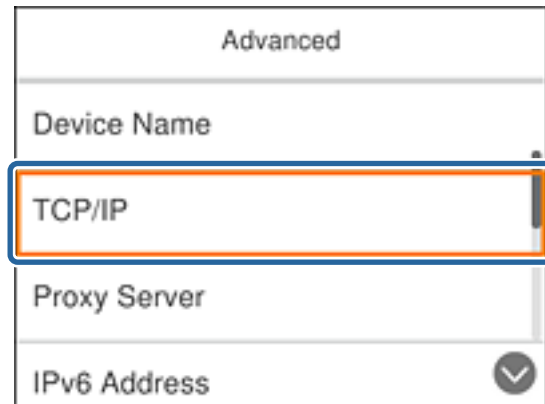 Advanced
Device Name
TCP/IP
Proxy Server
IPv6 Address